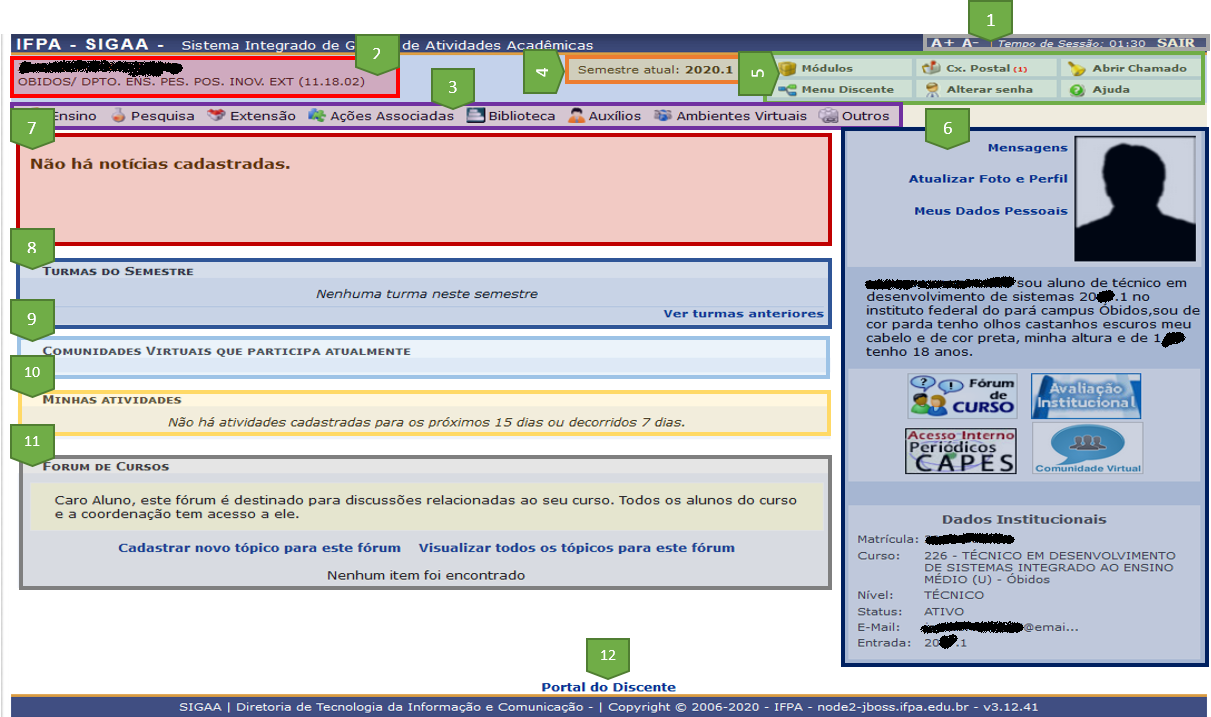 1
IFPA - SIGAA - Sistema Integrado de G de Atividades Acadêmicas
A+ A- | Tempo de Sessão: 01:30 SAIR
2
OBIDOS/ DPTO. ENS. PES. POS. INOV. EXT (11.18.02)
4
Semestre atual: 2020.1
5
Módulos Cx. Postal (1) Abrir Chamado
Menu Discente Alterar senha Ajuda
3
Ensino Pesquisa Extensão Ações Associadas Biblioteca Auxílios Ambientes Virtuais Outros
7
Não há notícias cadastradas.
8
TURMAS DO SEMESTRE
Nenhuma turma neste semestre
Ver turmas anteriores
9
COMUNIDADES VIRTUAIS QUE PARTICIPA ATUALMENTE
10
MINHAS ATIVIDADES
Não há atividades cadastradas para os próximos 15 dias ou decorridos 7 dias.
11
FORUM DE CURSOS
Caro Aluno, este fórum é destinado para discussões relacionadas ao seu curso. Todos os alunos do curso
e a coordenação tem acesso a ele.
Cadastrar novo tópico para este fórum Visualizar todos os tópicos para este fórum
Nenhum item foi encontrado
6
Mensagens
Atualizar Foto e Perfil
Meus Dados Pessoais
sou aluno de técnico em
desenvolvimento de sistemas 20 .1 no
instituto federal do pará campus Óbidos,sou de
cor parda tenho olhos castanhos escuros meu
cabelo e de cor preta, minha altura e de 1,
tenho 18 anos.
Fórum
de
CURSO
Avaliação
Institucional
Acesso Interno
Periódicos
CAPES
Comunidade Virtual
Dados Institucionais
Matrícula:
Curso: 226 - TÉCNICO EM DESENVOLVIMENTO
DE SISTEMAS INTEGRADO AO ENSINO
MÉDIO (U) - Óbidos
Nível: TÉCNICO
Status: ATIVO
E-Mail: @emai...
Entrada: 20 .1
12
Portal do Discente
SIGAA | Diretoria de Tecnologia da Informação e Comunicação - | Copyright © 2006-2020 - IFPA - node2-jboss.ifpa.edu.br - v3.12.41